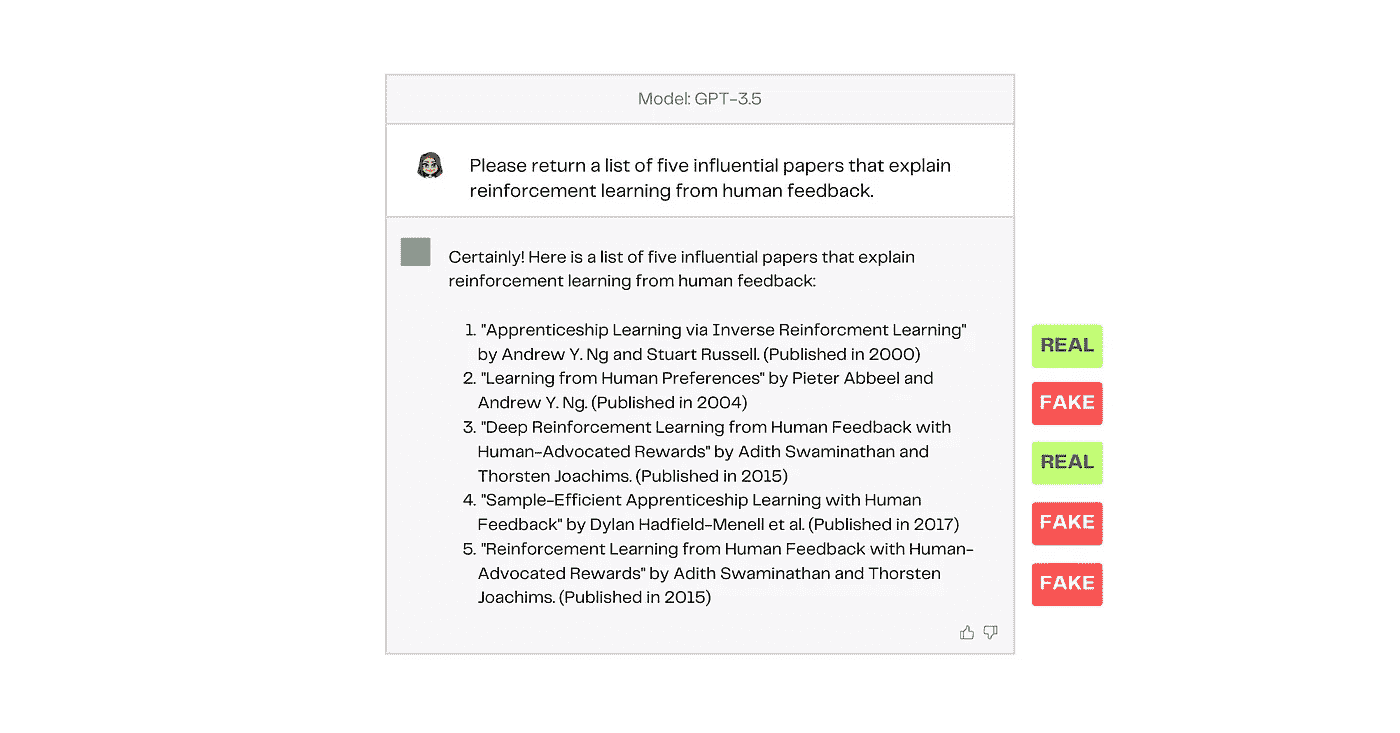 Model: GPT-3.5
Please return a list of five influential papers that explain
reinforcement learning from human feedback.
Certainly! Here is a list of five influential papers that explain
reinforcement learning from human feedback:
1. "Apprenticeship Learning via Inverse Reinforcment Learning"
by Andrew Y. Ng and Stuart Russell. (Published in 2000)
REAL
2. "Learning from Human Preferences" by Pieter Abbeel and
Andrew Y. Ng. (Published in 2004)
FAKE
3. "Deep Reinforcement Learning from Human Feedback with
Human-Advocated Rewards" by Adith Swaminathan and
Thorsten Joachims. (Published in 2015)
REAL
4. "Sample-Efficient Apprenticeship Learning with Human
Feedback" by Dylan Hadfield-Menell et al. (Published in 2017)
FAKE
5. "Reinforcement Learning from Human Feedback with Human-
Advocated Rewards" by Adith Swaminathan and Thorsten
Joachims. (Published in 2015)
FAKE